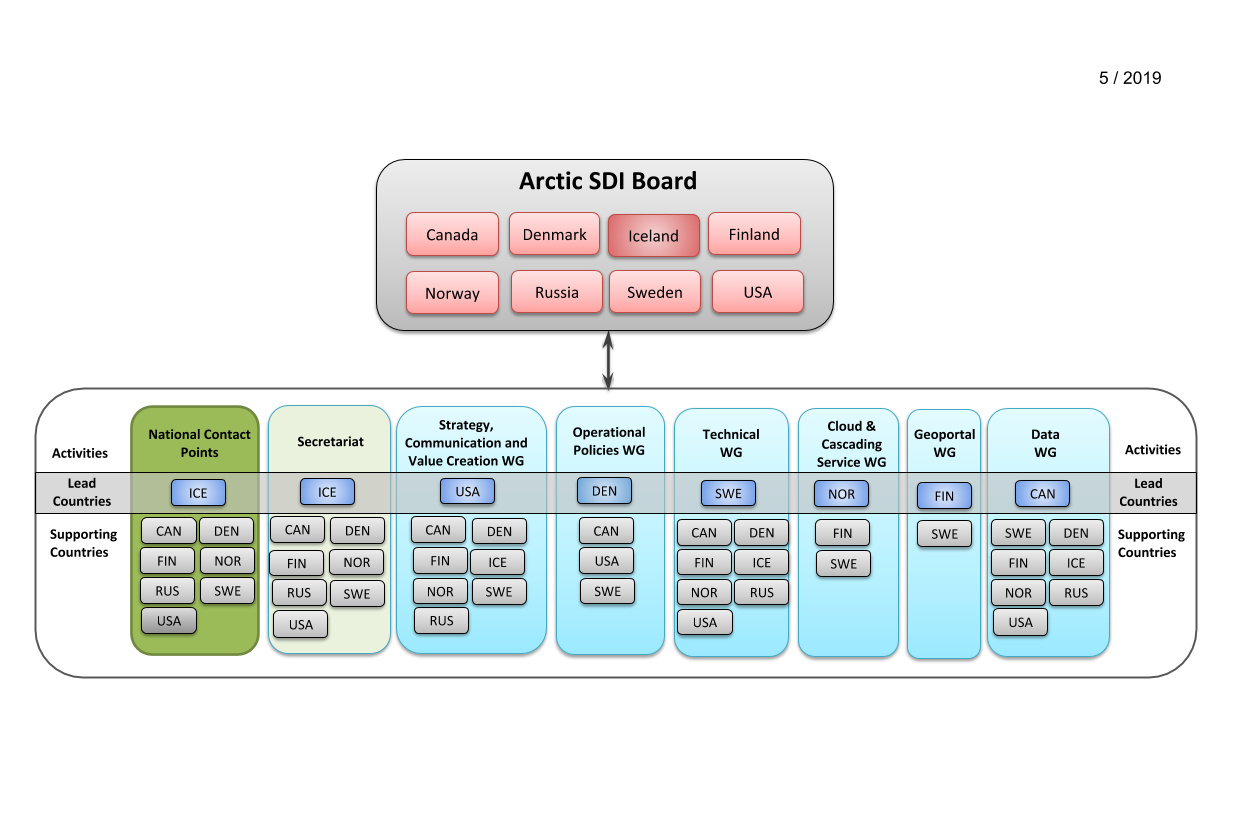 5 / 2019
Arctic SDI Board
Canada
Denmark
Iceland
Finland
Norway
Russia
Sweden
USA
Activities
National Contact
Points
Secretariat
Strategy,
Communication and
Value Creation WG
Operational
Policies WG
Technical
WG
Cloud &
Cascading
Service WG
Geoportal
WG
Data
WG
Activities
Lead
Countries
ICE
ICE
USA
DEN
SWE
NOR
FIN
CAN
Lead
Countries
Supporting
Countries
CAN DEN
FIN NOR
RUS SWE
USA
CAN DEN
FIN NOR
RUS SWE
USA
CAN DEN
FIN ICE
NOR SWE
RUS
CAN
USA
SWE
CAN DEN
FIN ICE
NOR RUS
USA
FIN
SWE
SWE
SWE DEN
FIN ICE
NOR RUS
USA
Supporting
Countries